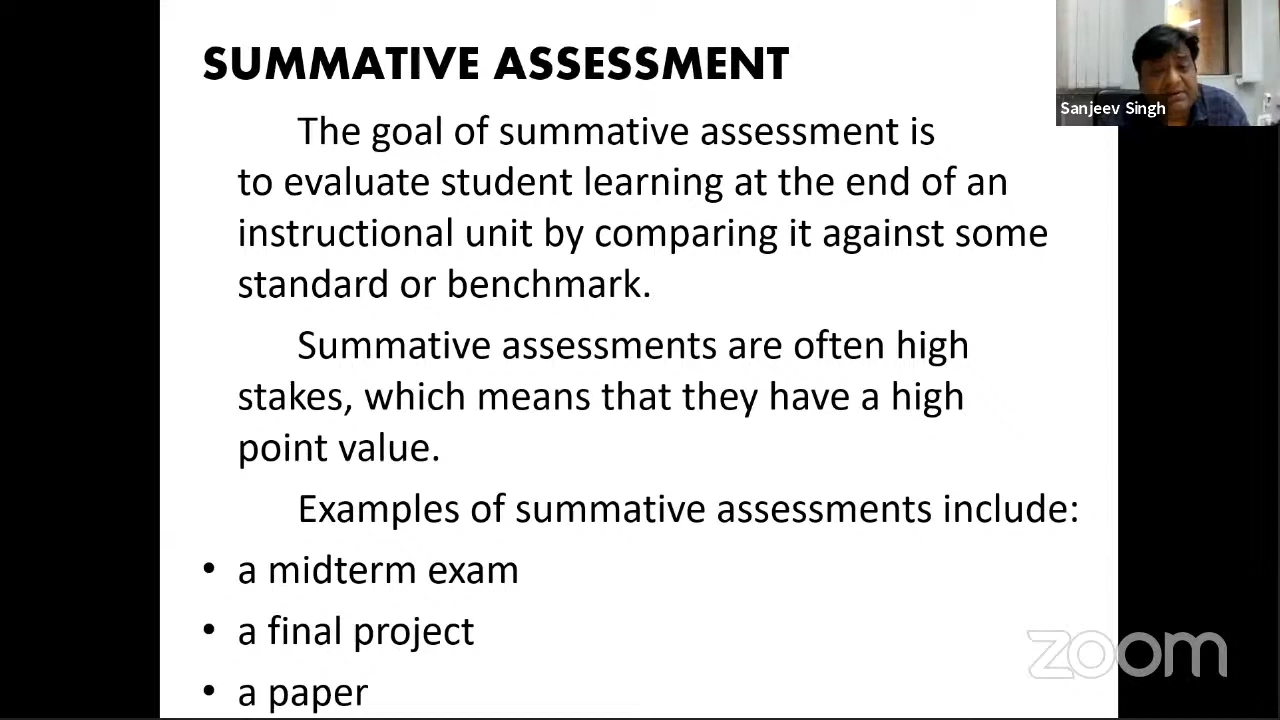 SUMMATIVE ASSESSMENT
The goal of summative assessment is
to evaluate student learning at the end of an
instructional unit by comparing it against some
standard or benchmark.
Summative assessments are often high
stakes, which means that they have a high
point value.
Examples of summative assessments include:
• a midterm exam
• a final project
• a paper
Sanjeev Singh
zoom